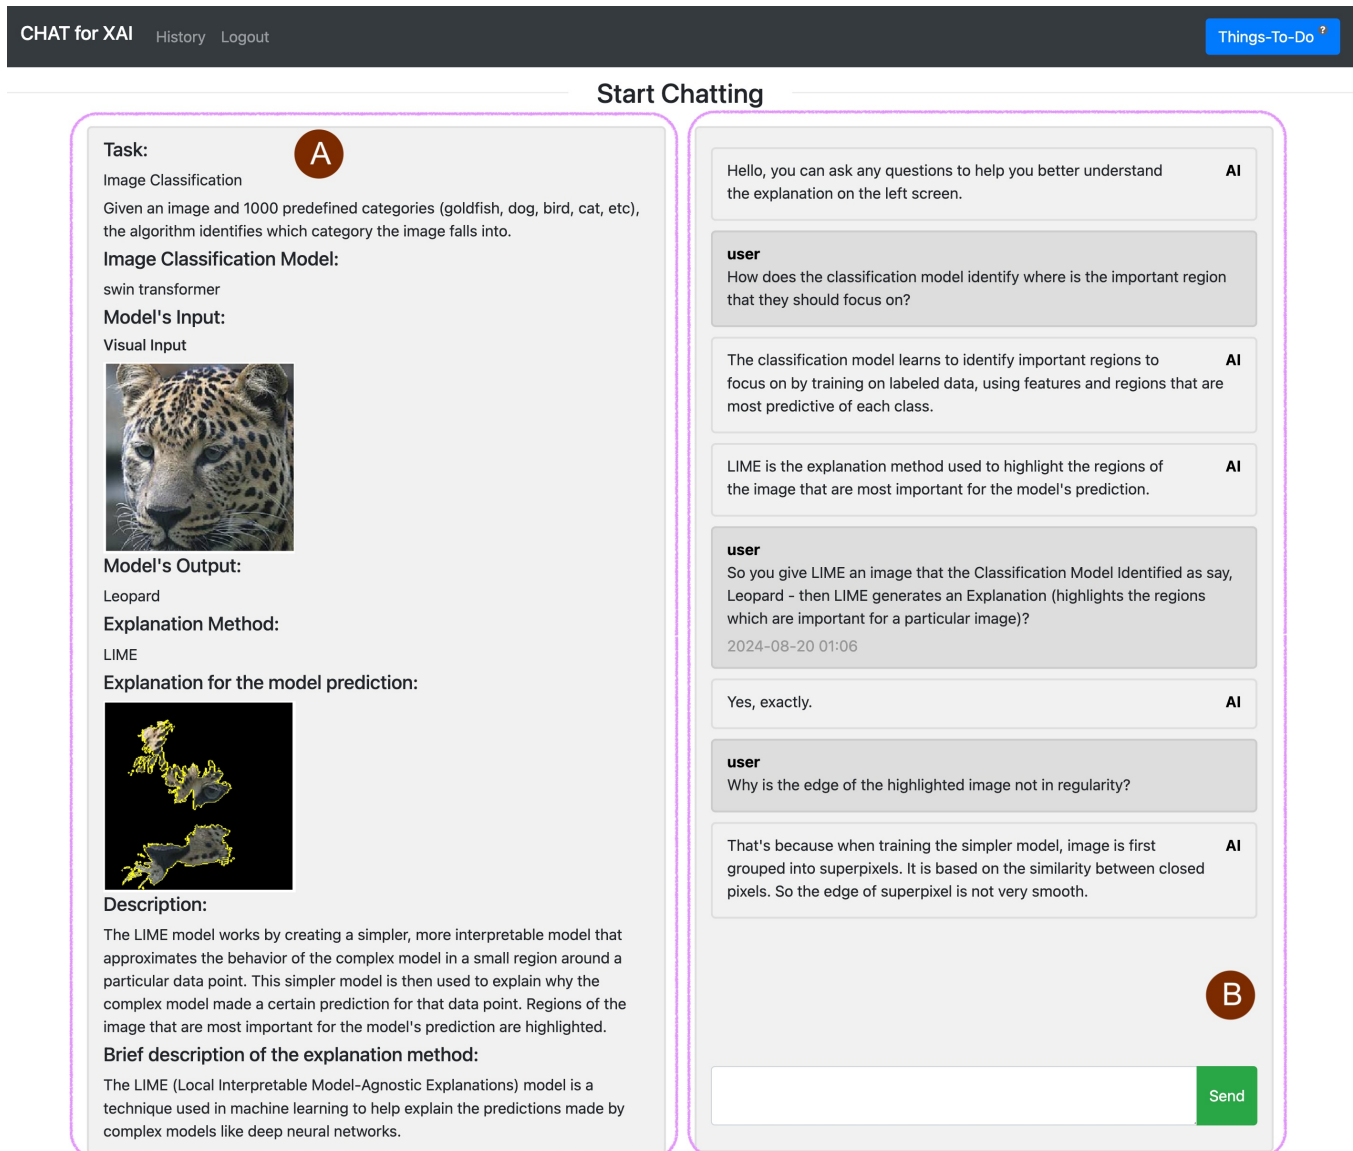 CHAT for XAI History Logout Things-To-Do ?
Start Chatting
A
Task:
Image Classification
Given an image and 1000 predefined categories (goldfish, dog, bird, cat, etc),
the algorithm identifies which category the image falls into.
Image Classification Model:
swin transformer
Model's Input:
Visual Input
Model's Output:
Leopard
Explanation Method:
LIME
Explanation for the model prediction:
Description:
The LIME model works by creating a simpler, more interpretable model that
approximates the behavior of the complex model in a small region around a
particular data point. This simpler model is then used to explain why the
complex model made a certain prediction for that data point. Regions of the
image that are most important for the model's prediction are highlighted.
Brief description of the explanation method:
The LIME (Local Interpretable Model-Agnostic Explanations) model is a
technique used in machine learning to help explain the predictions made by
complex models like deep neural networks.
Hello, you can ask any questions to help you better understand AI
the explanation on the left screen.
user
How does the classification model identify where is the important region
that they should focus on?
The classification model learns to identify important regions to AI
focus on by training on labeled data, using features and regions that are
most predictive of each class.
LIME is the explanation method used to highlight the regions of AI
the image that are most important for the model's prediction.
user
So you give LIME an image that the Classification Model Identified as say,
Leopard - then LIME generates an Explanation (highlights the regions
which are important for a particular image)?
2024-08-20 01:06
Yes, exactly. AI
user
Why is the edge of the highlighted image not in regularity?
That's because when training the simpler model, image is first AI
grouped into superpixels. It is based on the similarity between closed
pixels. So the edge of superpixel is not very smooth.
B
Send